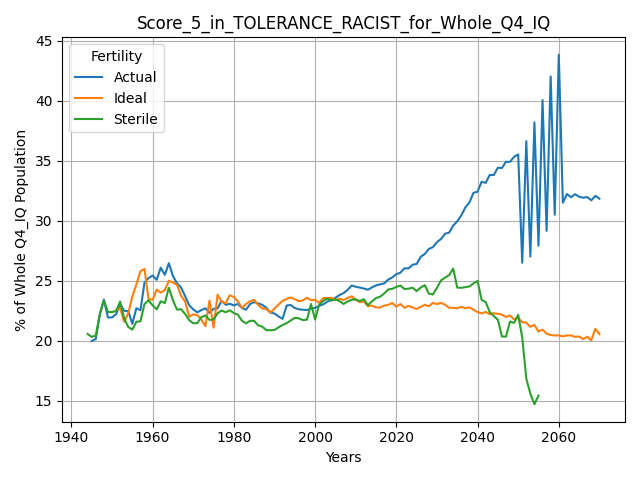 Score_5_in_TOLERANCE_RACIST_for_Whole_Q4_IQ
45
40
35
30
25
20
15
% of Whole Q4_IQ Population
Fertility
Actual
Ideal
Sterile
1940 1960 1980 2000 2020 2040 2060
Years